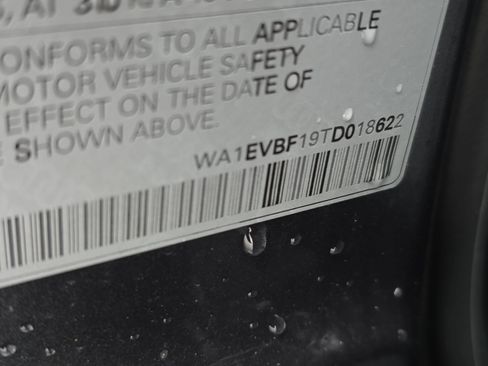 CONFORMS TO ALL APPLICABLE
MOTOR VEHICLE SAFETY
EFFECT ON THE DATE OF
SHOWN ABOVE.
WA1EVBF19TD018622